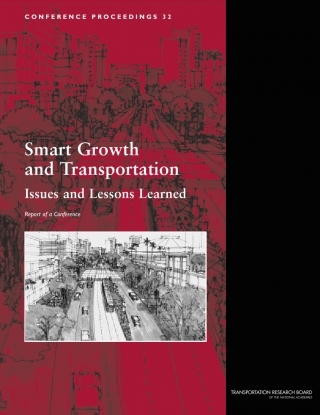 CONFERENCE PROCEEDINGS 32
Smart Growth
and Transportation
Issues and Lessons Learned
Report of a Conference
TRANSPORTATION RESEARCH BOARD
OF THE NATIONAL ACADEMIES